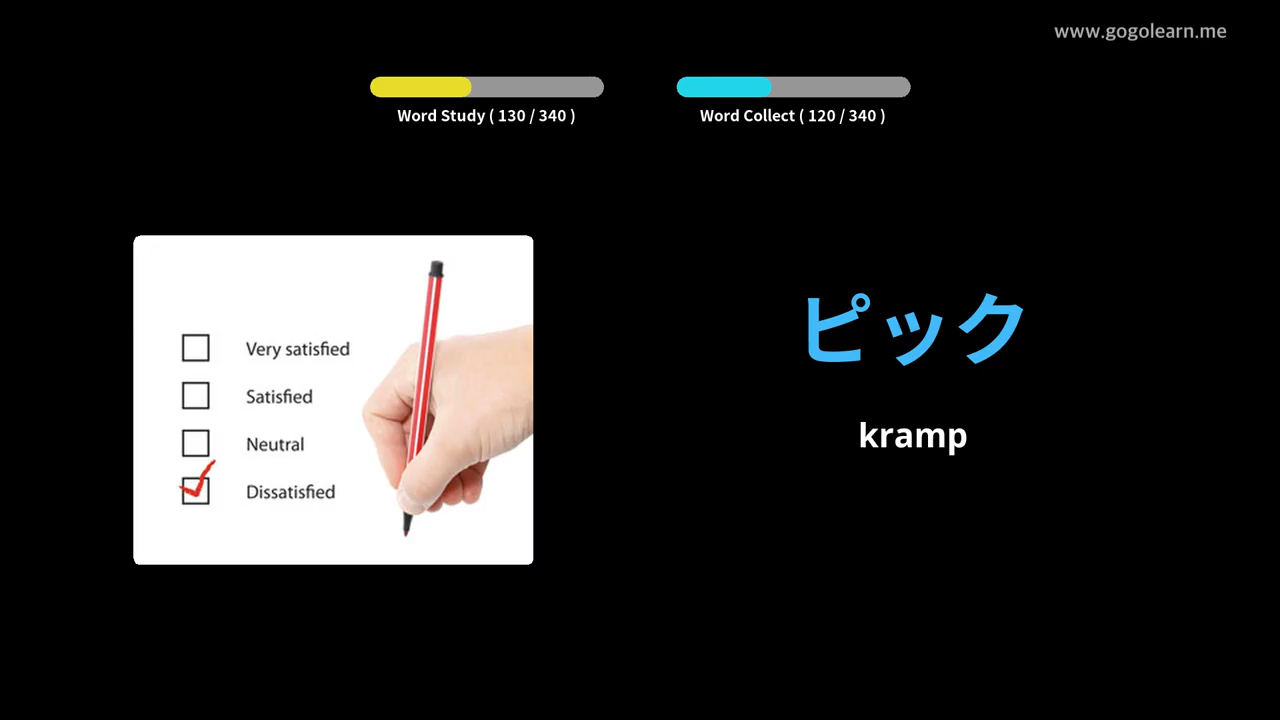 www.gogolearn.me
Word Study ( 130 / 340 )
Word Collect ( 120 / 340 )
Very satisfied
Satisfied
Neutral
Dissatisfied
ピック
kramp